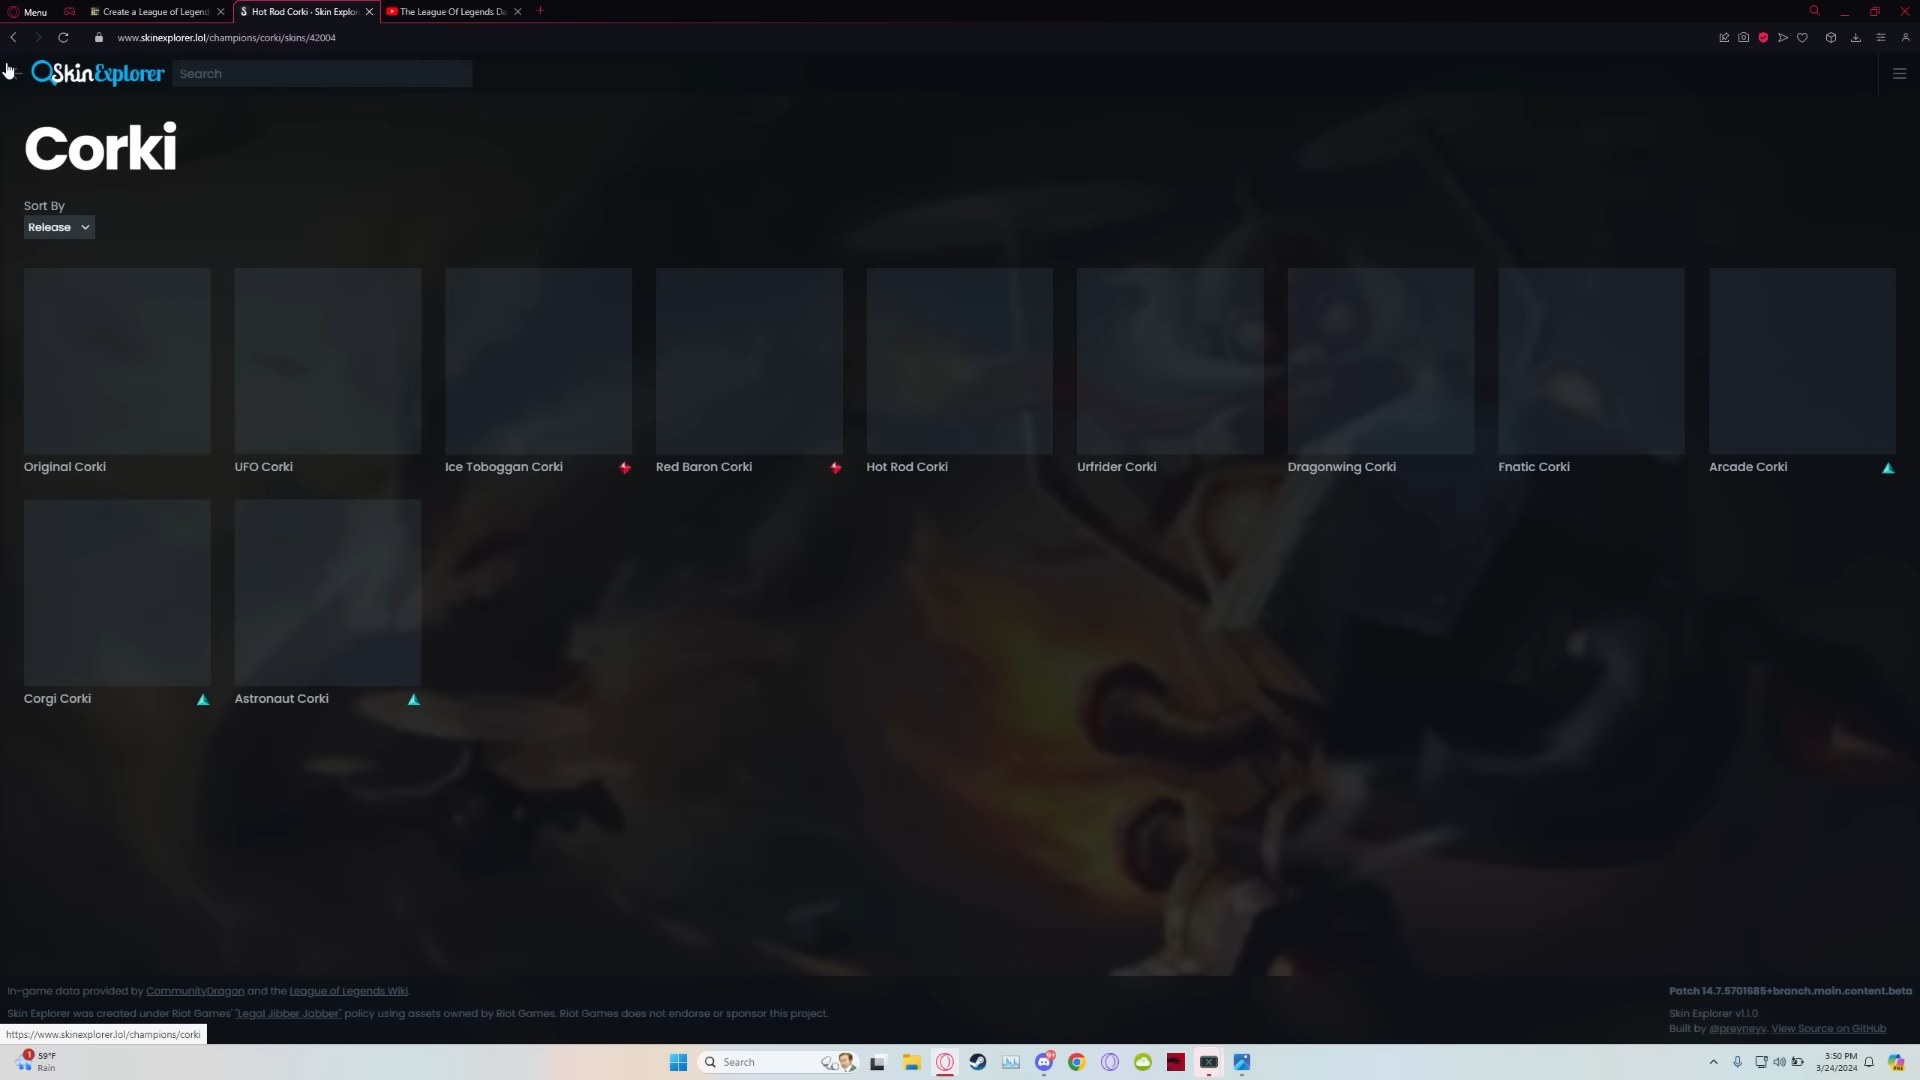 Menu
Create a League of Legend
Hot Rod Corki · Skin Explor
The League Of Legends Da
www.skinexplorer.lol/champions/corki/skins/42004
SkinExplorer
Search
Corki
Sort By
Release
Original Corki
UFO Corki
Ice Toboggan Corki
Red Baron Corki
Hot Rod Corki
Urfrider Corki
Dragonwing Corki
Fnatic Corki
Arcade Corki
Corgi Corki
Astronaut Corki
In-game data provided by CommunityDragon and the League of Legends Wiki.
Skin Explorer was created under Riot Games' "Legal Jibber Jabber" policy using assets owned by Riot Games. Riot Games does not endorse or sponsor this project.
Patch 14.7.5701685+branch.main.content.beta
Skin Explorer v1.1.0
Built by @preyneyv. View Source on GitHub
https://www.skinexplorer.lol/champions/corki
1
59°F
Rain
Search
3:50 PM
3/24/2024